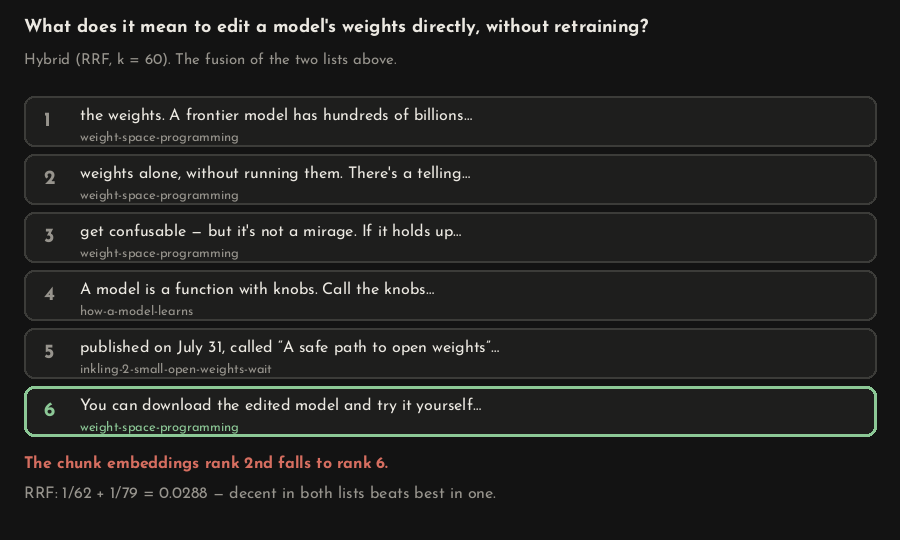 What does it mean to edit a model's weights directly, without retraining?
Hybrid (RRF, k = 60). The fusion of the two lists above.
1
the weights. A frontier model has hundreds of billions...
weight-space-programming
2
weights alone, without running them. There's a telling...
weight-space-programming
3
get confusable — but it's not a mirage. If it holds up...
weight-space-programming
4
A model is a function with knobs. Call the knobs...
how-a-model-learns
5
published on July 31, called “A safe path to open weights”...
inkling-2-small-open-weights-wait
6
You can download the edited model and try it yourself...
weight-space-programming
The chunk embeddings rank 2nd falls to rank 6.
RRF: 1/62 + 1/79 = 0.0288 — decent in both lists beats best in one.